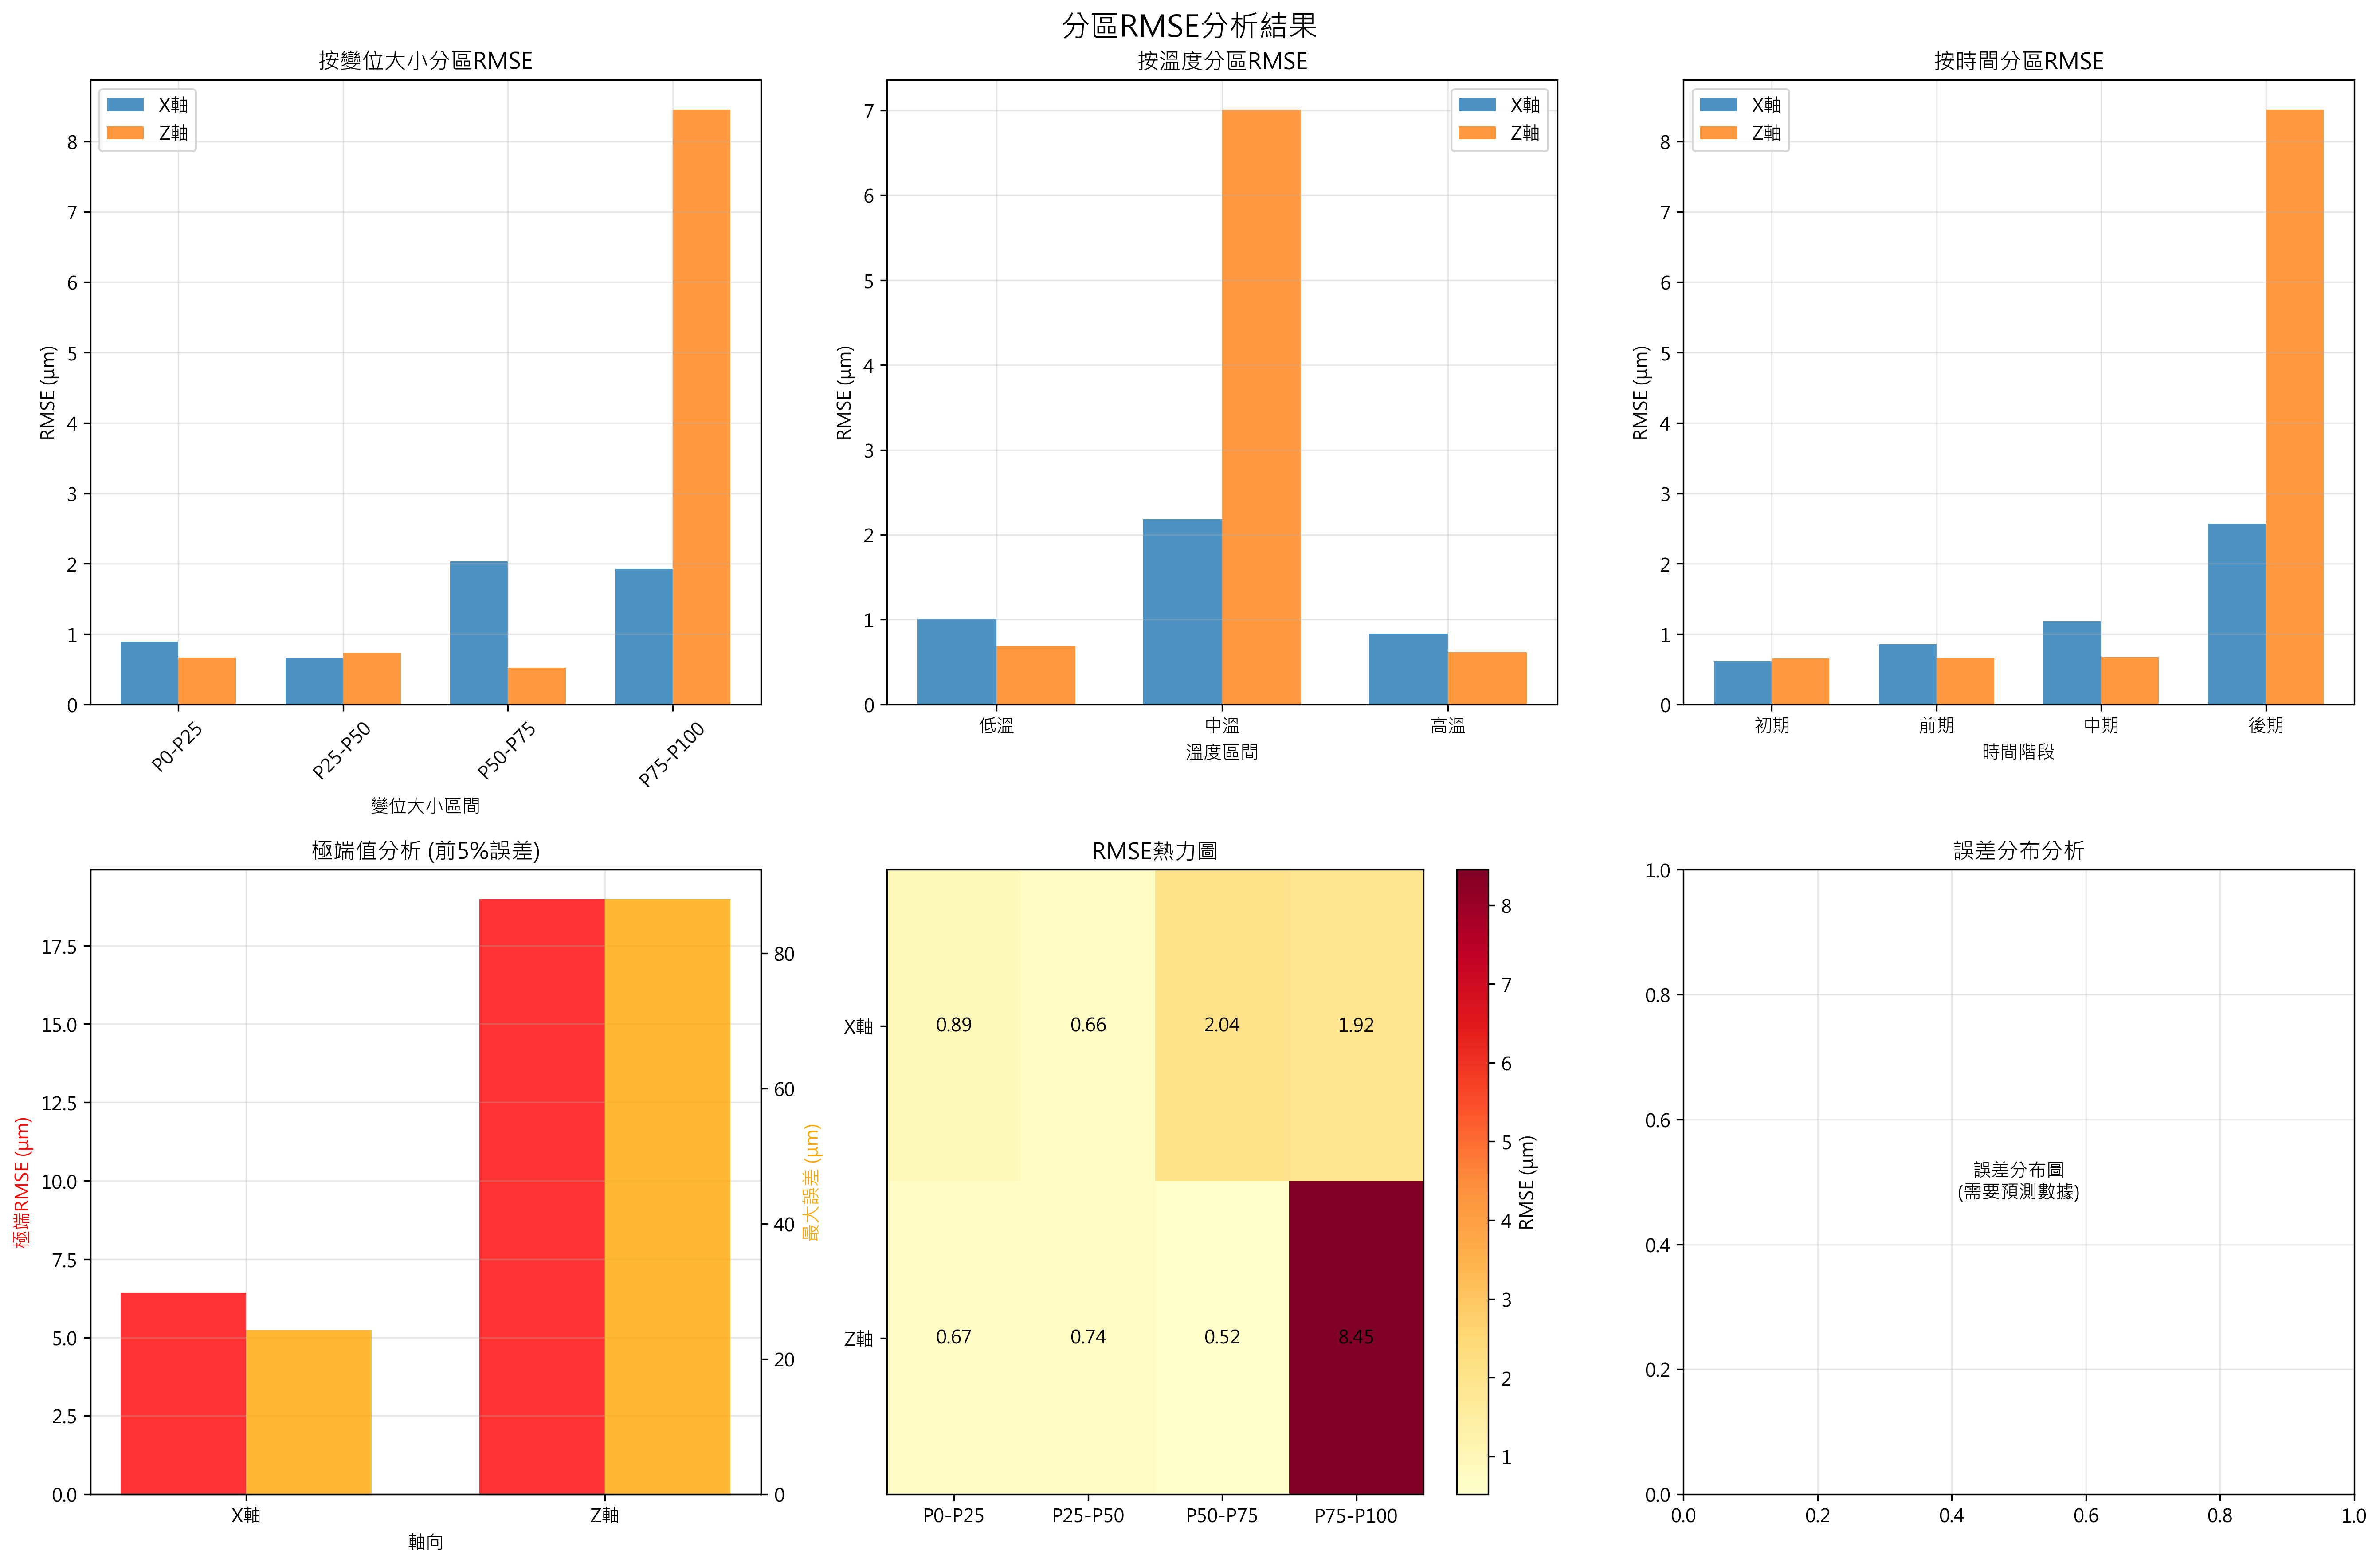 分區RMSE分析結果
按變位大小分區RMSE
X軸
Z軸
8
7
6
5
4
3
2
1
0
RMSE (μm)
P0-P25
P25-P50
P50-P75
P75-P100
變位大小區間
按溫度分區RMSE
X軸
Z軸
7
6
5
4
3
2
1
0
RMSE (μm)
低溫
中溫
高溫
溫度區間
按時間分區RMSE
X軸
Z軸
8
7
6
5
4
3
2
1
0
RMSE (μm)
初期
前期
中期
後期
時間階段
極端值分析 (前5%誤差)
17.5
15.0
12.5
10.0
7.5
5.0
2.5
0.0
極端RMSE (μm)
80
60
40
20
0
最大誤差 (μm)
X軸
Z軸
軸向
RMSE熱力圖
X軸
Z軸
0.89
0.66
2.04
1.92
0.67
0.74
0.52
8.45
P0-P25
P25-P50
P50-P75
P75-P100
8
7
6
5
4
3
2
1
RMSE (μm)
誤差分布分析
1.0
0.8
0.6
0.4
0.2
0.0
誤差分布圖
(需要預測數據)
0.0
0.2
0.4
0.6
0.8
1.0